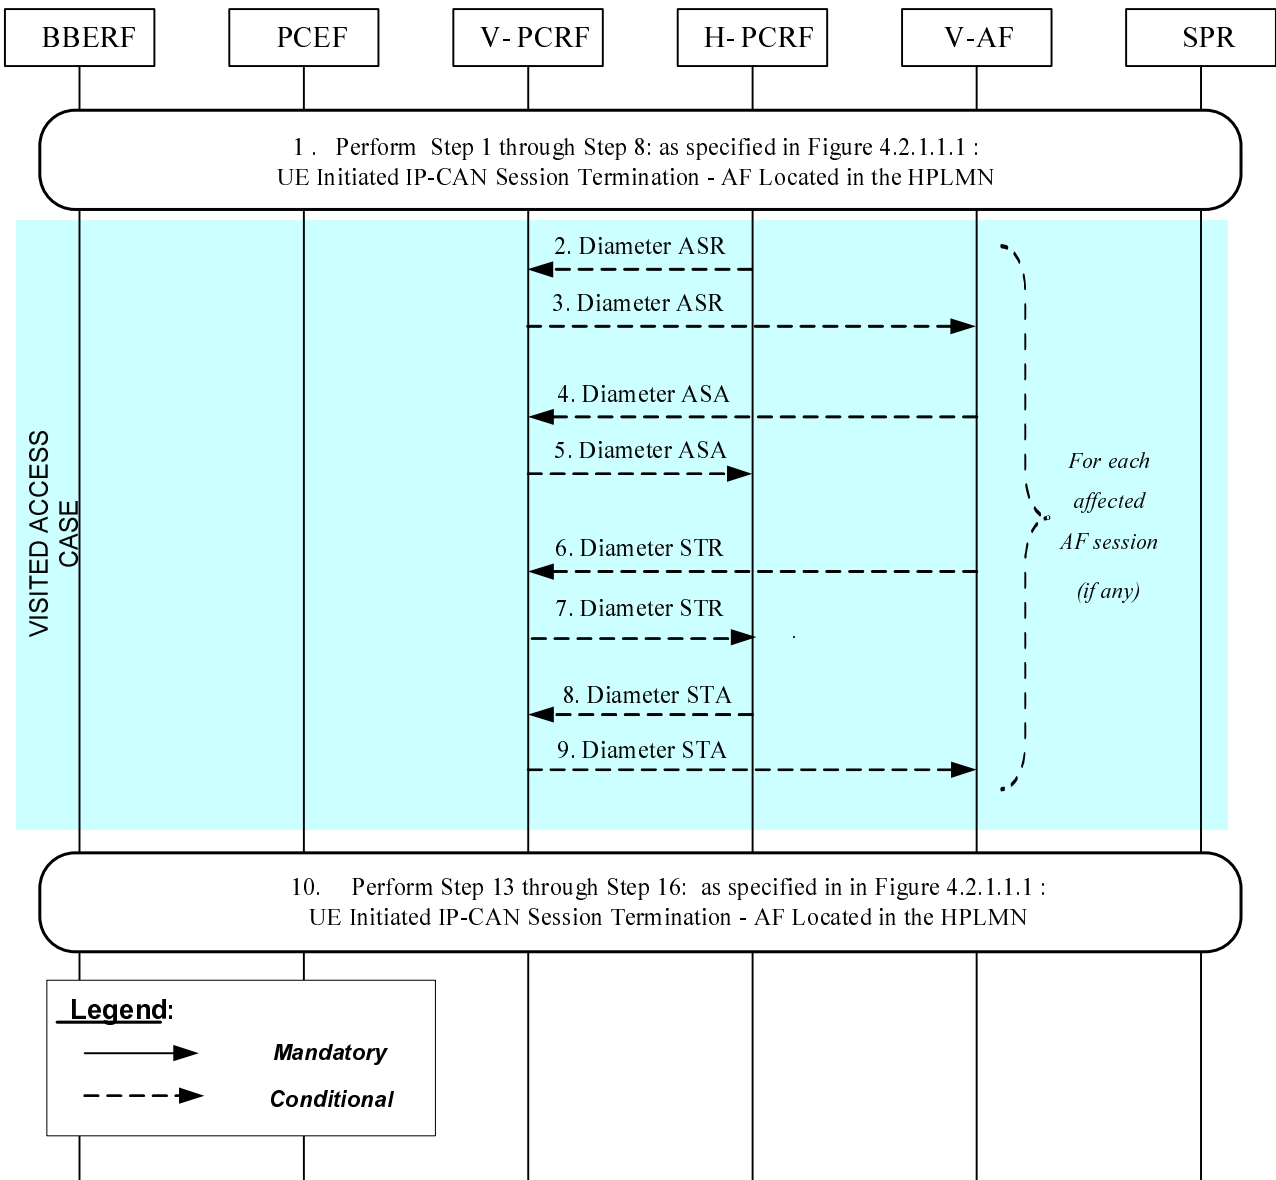 BBERF
PCEF
V- PCRF
H- PCRF
V-AF
SPR
1 . Perform Step 1 through Step 8: as specified in Figure 4.2.1.1.1 :
UE Initiated IP-CAN Session Termination - AF Located in the HPLMN
2. Diameter ASR
3. Diameter ASR
4. Diameter ASA
5. Diameter ASA
6. Diameter STR
7. Diameter STR
8. Diameter STA
9. Diameter STA
VISITED ACCESS
CASE
For each
affected
AF session
(if any)
10. Perform Step 13 through Step 16: as specified in in Figure 4.2.1.1.1 :
UE Initiated IP-CAN Session Termination - AF Located in the HPLMN
Legend:
Mandatory
Conditional